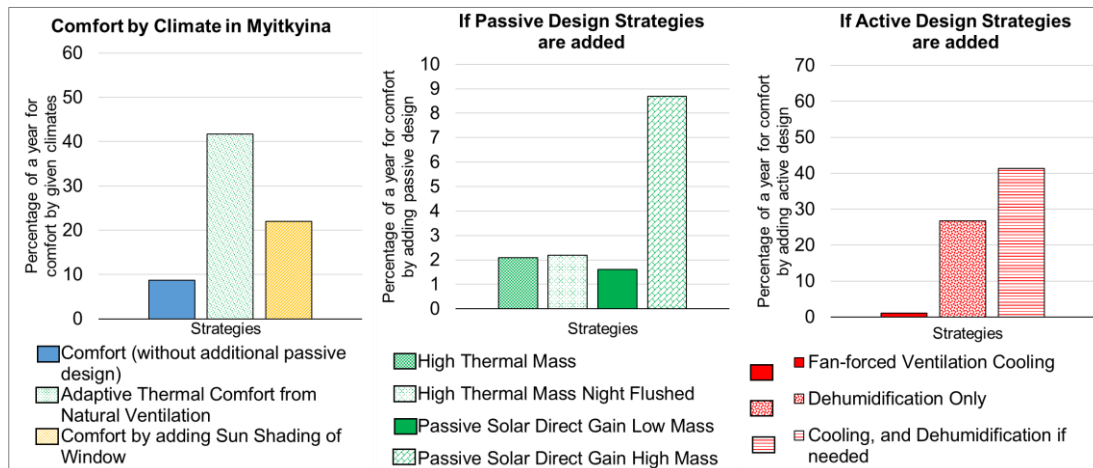 Comfort by Climate in Myitkyina
Percentage of a year for
comfort by given climates
60
50
40
30
20
10
0
Strategies
Comfort (without additional passive
design)
Adaptive Thermal Comfort from
Natural Ventilation
Comfort by adding Sun Shading of
Window
If Passive Design Strategies
are added
Percentage of a year for comfort
by adding passive design
10
9
8
7
6
5
4
3
2
1
0
Strategies
High Thermal Mass
High Thermal Mass Night Flushed
Passive Solar Direct Gain Low Mass
Passive Solar Direct Gain High Mass
If Active Design Strategies
are added
Percentage of a year for comfort
by adding active design
70
60
50
40
30
20
10
0
Strategies
Fan-forced Ventilation Cooling
Dehumidification Only
Cooling, and Dehumidification if
needed